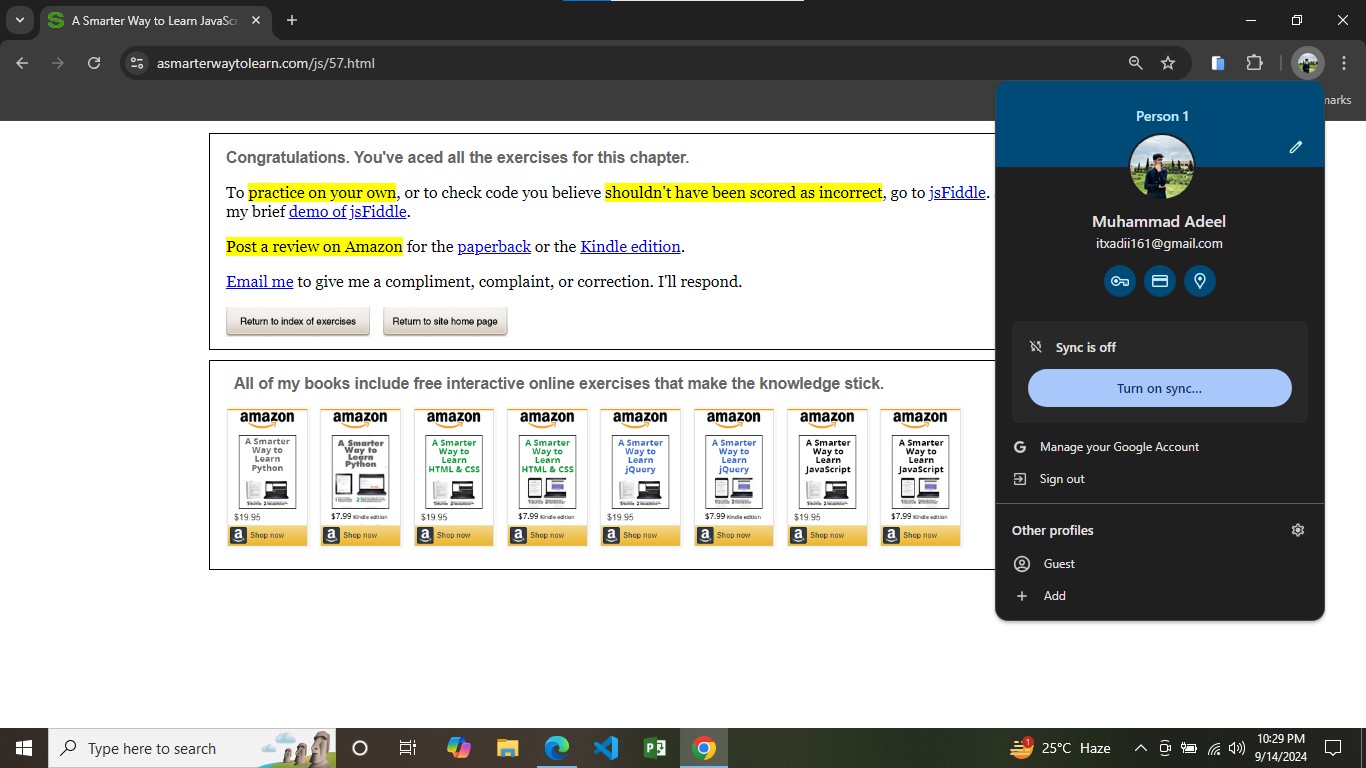 A Smarter Way to Learn JavaScr
asmarterwaytolearn.com/js/57.html
marks
Congratulations. You've aced all the exercises for this chapter.
To practice on your own, or to check code you believe shouldn't have been scored as incorrect, go to jsFiddle.
my brief demo of jsFiddle.
Post a review on Amazon for the paperback or the Kindle edition.
Email me to give me a compliment, complaint, or correction. I'll respond.
Return to index of exercises
Return to site home page
All of my books include free interactive online exercises that make the knowledge stick.
amazon
A Smarter
Way to
Learn
Python
$19.95
a Shop now
amazon
A Smarter
Way to
Learn
Python
$7.99 Kindle edition
a Shop now
amazon
A Smarter
Way to
Learn
HTML & CSS
$19.95
a Shop now
amazon
A Smarter
Way to
Learn
HTML & CSS
$7.99 Kindle edition
a Shop now
amazon
A Smarter
Way to
Learn
jQuery
$19.95
a Shop now
amazon
A Smarter
Way to
Learn
jQuery
$7.99 Kindle edition
a Shop now
amazon
A Smarter
Way to
Learn
JavaScript
$19.95
a Shop now
amazon
A Smarter
Way to
Learn
JavaScript
$7.99 Kindle edition
a Shop now
Person 1
Muhammad Adeel
itxadii161@gmail.com
Sync is off
Turn on sync...
Manage your Google Account
Sign out
Other profiles
Guest
Add
Type here to search
1
25°C Haze
10:29 PM
9/14/2024